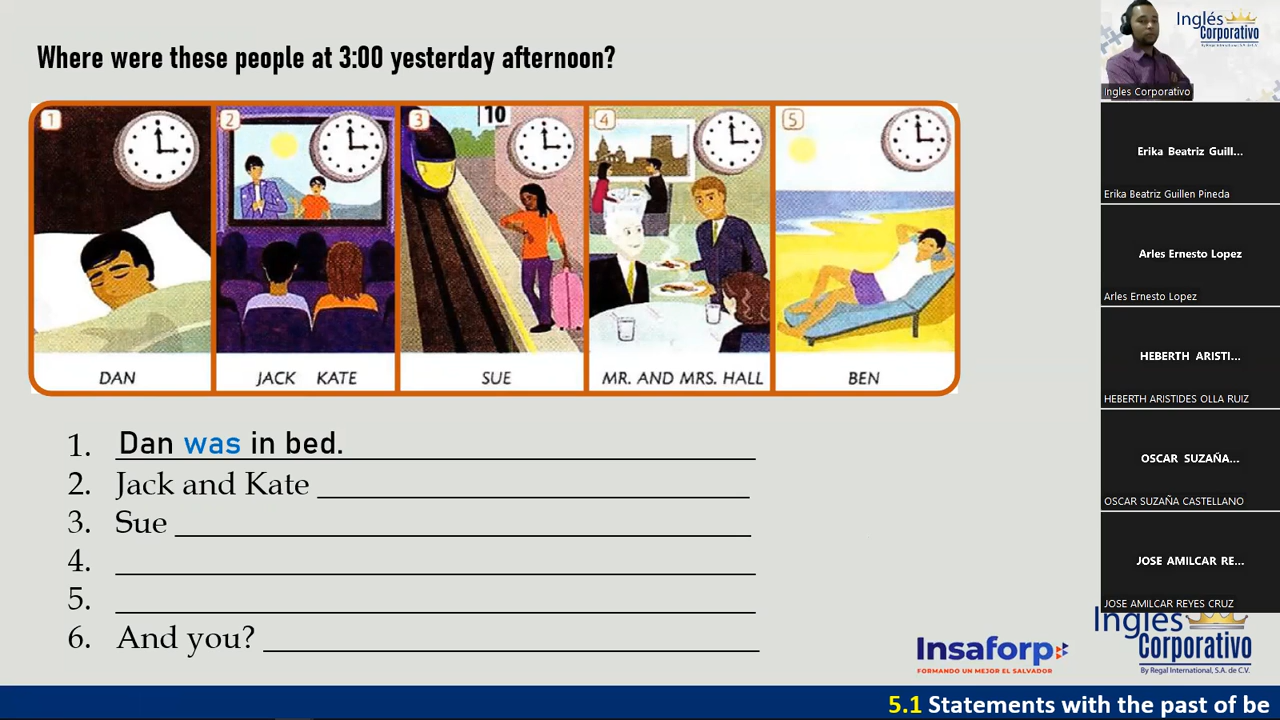 Where were these people at 3:00 yesterday afternoon?
1
2
3
10
4
5
DAN
JACK KATE
SUE
MR. AND MRS. HALL
BEN
1. Dan was in bed.
2. Jack and Kate
3. Sue
4.
5.
6. And you?
Insaforp
FORMANDO UN MEJOR EL SALVADOR
Inglés
Corporativo
By Regal International, S.A. de C.V.
5.1 Statements with the past of be
Inglés
Corporativo
By Regal International, S.A. de C.V.
Ingles Corporativo
Erika Beatriz Guill...
Erika Beatriz Guillen Pineda
Arles Ernesto Lopez
Arles Ernesto Lopez
HEBERTH ARISTI...
HEBERTH ARISTIDES OLLA RUIZ
OSCAR SUZAÑA...
OSCAR SUZAÑA CASTELLANO
JOSE AMILCAR RE...
JOSE AMILCAR REYES CRUZ